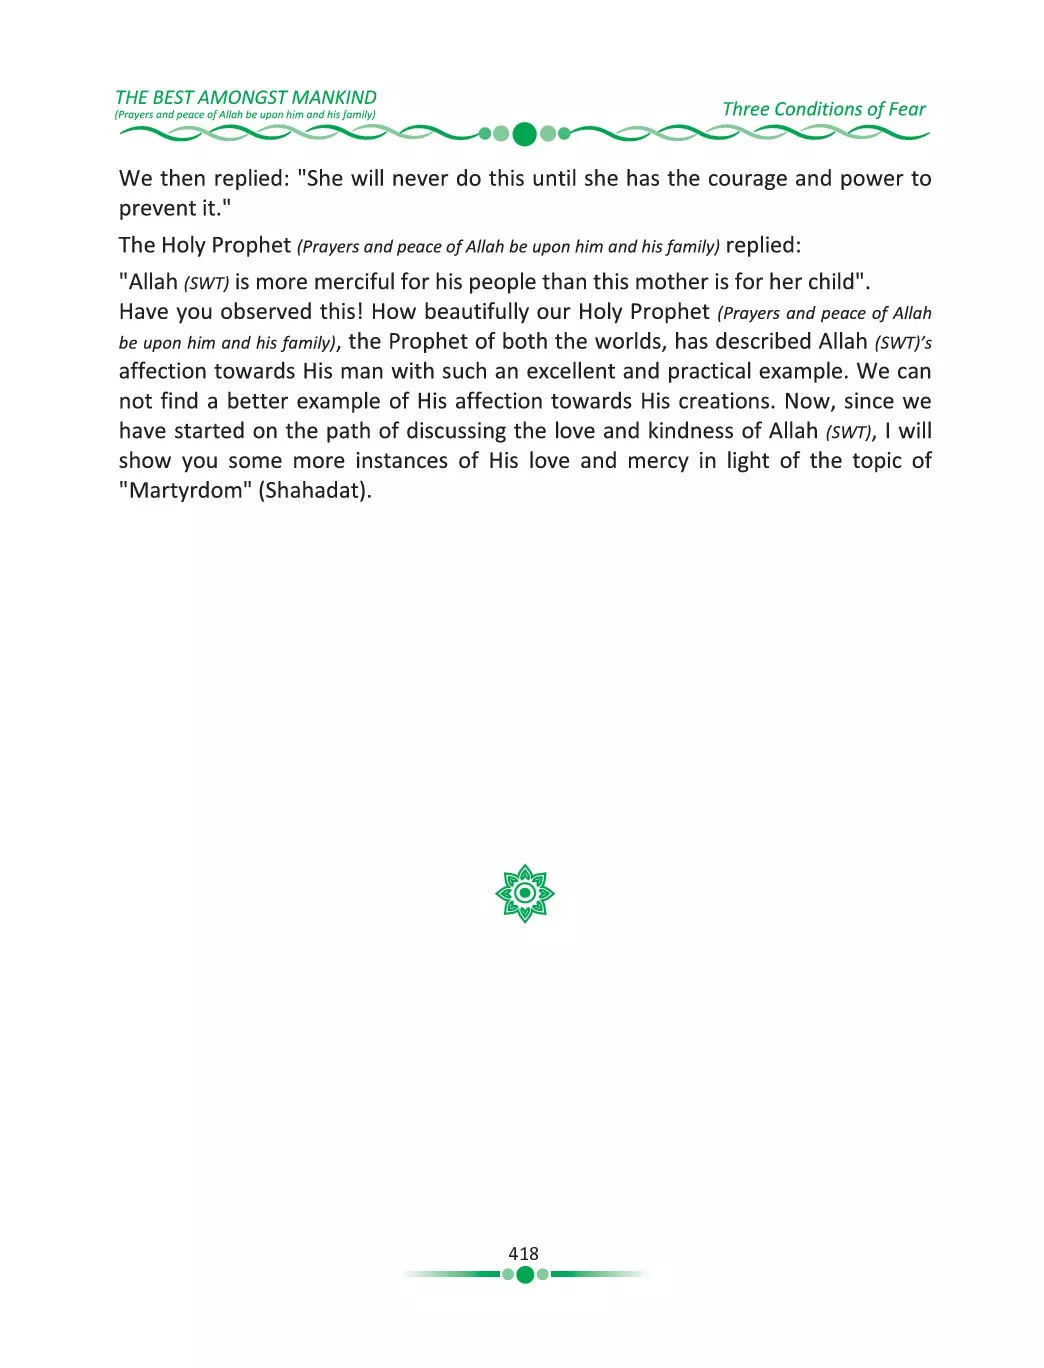 THE BEST AMONGST MANKIND
(Prayers and peace of Allah be upon him and his family)
Three Conditions of Fear
We then replied: "She will never do this until she has the courage and power to
prevent it."
The Holy Prophet (Prayers and peace of Allah be upon him and his family) replied:
"Allah (SWT) is more merciful for his people than this mother is for her child".
Have you observed this! How beautifully our Holy Prophet (Prayers and peace of Allah
be upon him and his family), the Prophet of both the worlds, has described Allah (SWT)’s
affection towards His man with such an excellent and practical example. We can
not find a better example of His affection towards His creations. Now, since we
have started on the path of discussing the love and kindness of Allah (SWT), I will
show you some more instances of His love and mercy in light of the topic of
"Martyrdom" (Shahadat).
418